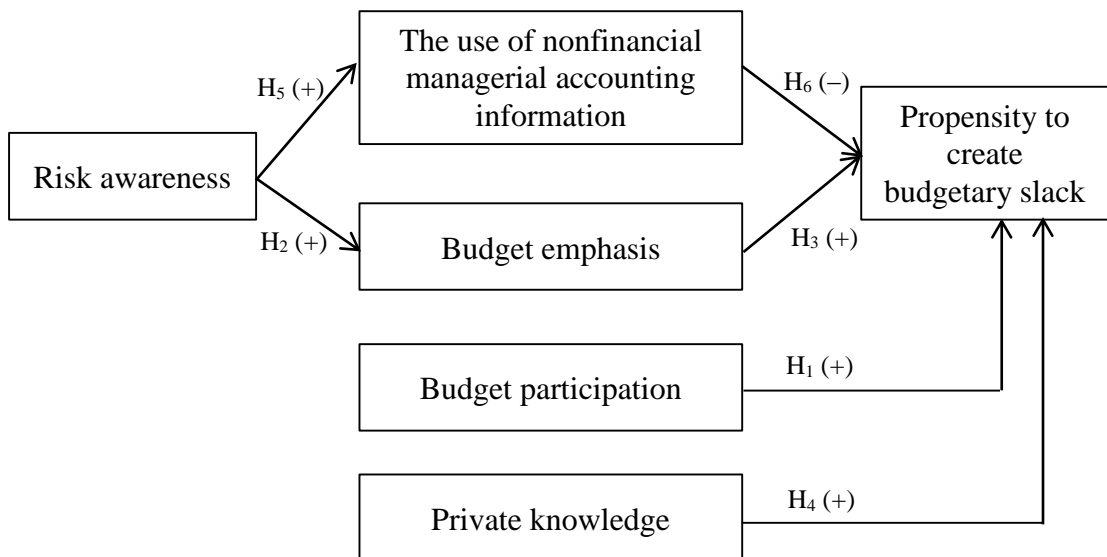 The use of nonfinancial
managerial accounting
information
H₅ (+)
H₆ (–)
Propensity to
create
budgetary slack
Risk awareness
H₂ (+)
Budget emphasis
H₃ (+)
Budget participation
H₁ (+)
Private knowledge
H₄ (+)